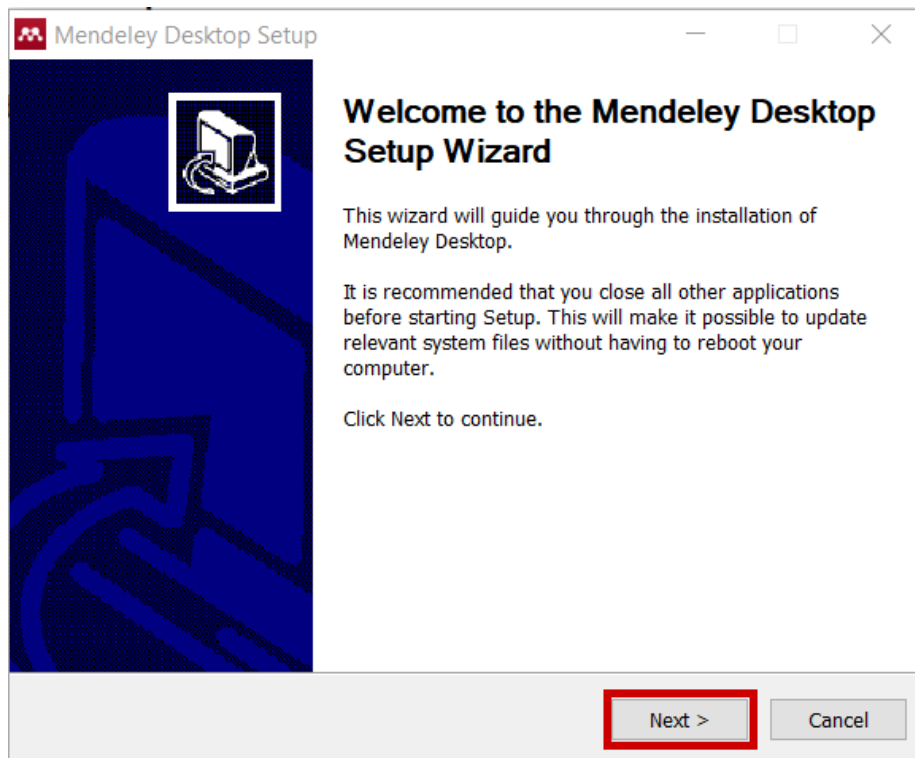 Mendeley Desktop Setup
Welcome to the Mendeley Desktop
Setup Wizard
This wizard will guide you through the installation of
Mendeley Desktop.
It is recommended that you close all other applications
before starting Setup. This will make it possible to update
relevant system files without having to reboot your
computer.
Click Next to continue.
Next >
Cancel